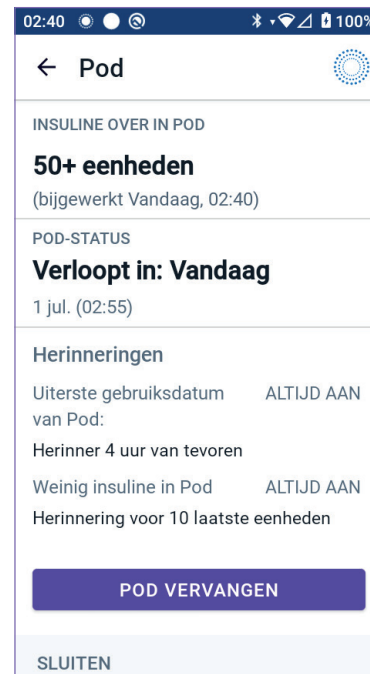 02:40 100%
Pod
INSULINE OVER IN POD
50+ eenheden
(bijgewerkt Vandaag, 02:40)
POD-STATUS
Verloopt in: Vandaag
1 jul. (02:55)
Herinneringen
Uiterste gebruiksdatum ALTIJD AAN
van Pod:
Herinner 4 uur van tevoren
Weinig insuline in Pod ALTIJD AAN
Herinnering voor 10 laatste eenheden
POD VERVANGEN
SLUITEN